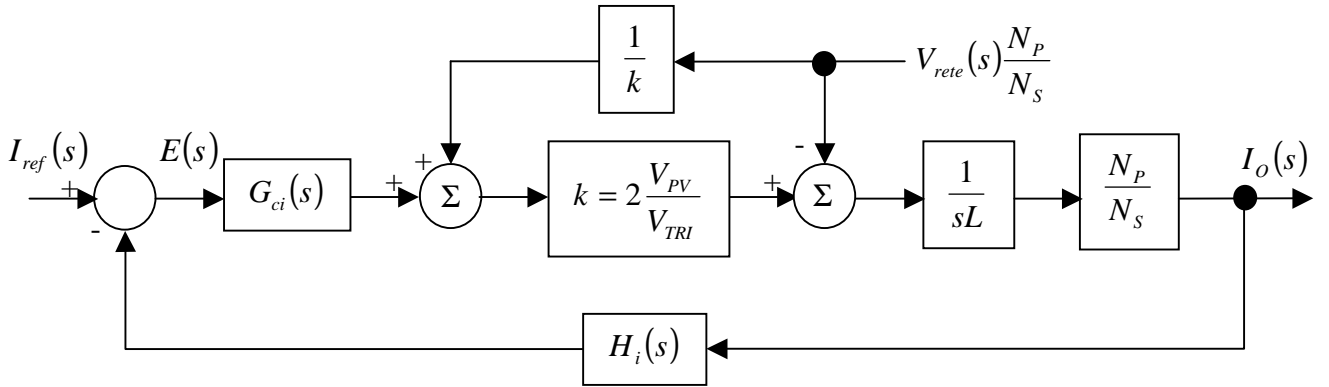 1/k
V_rete(s) N_P/N_S
+
-
I_ref(s)
+
-
E(s)
G_ci(s)
+
Σ
k = 2 V_PV/V_TRI
+
Σ
1/sL
N_P/N_S
I_O(s)
H_i(s)